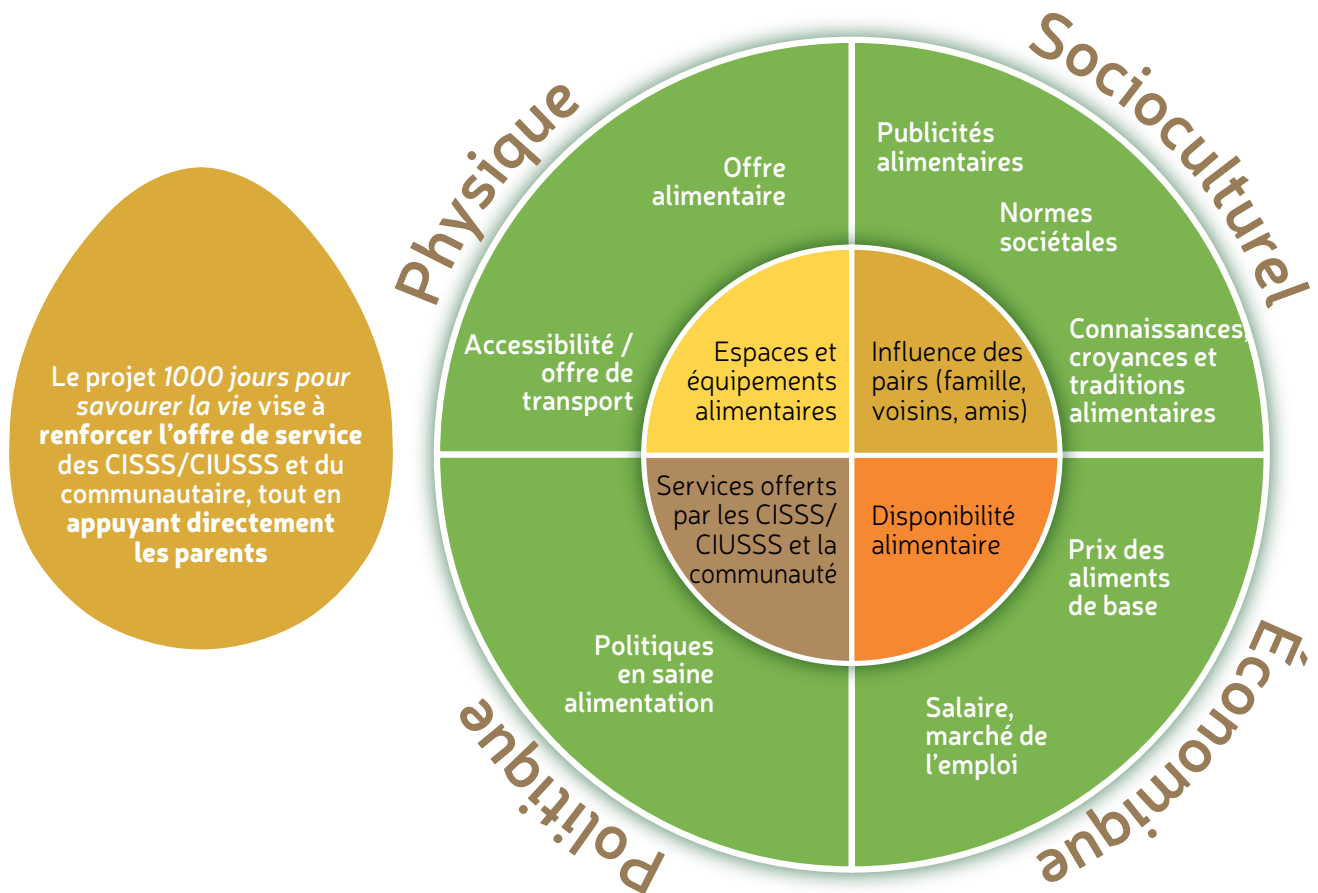 Le projet 1000 jours pour
savourer la vie vise à
renforcer l'offre de service
des CISSS/CIUSSS et du
communautaire, tout en
appuyant directement
les parents
Physique
Offre
alimentaire
Accessibilité /
offre de
transport
Espaces et
équipements
alimentaires
Socioculturel
Publicités
alimentaires
Normes
sociétales
Connaissances,
croyances et
traditions
alimentaires
Influence des
pairs (famille,
voisins, amis)
Politique
Services offerts
par les CISSS/
CIUSSS et la
communauté
Politiques
en saine
alimentation
Économique
Disponibilité
alimentaire
Prix des
aliments
de base
Salaire,
marché de
l'emploi